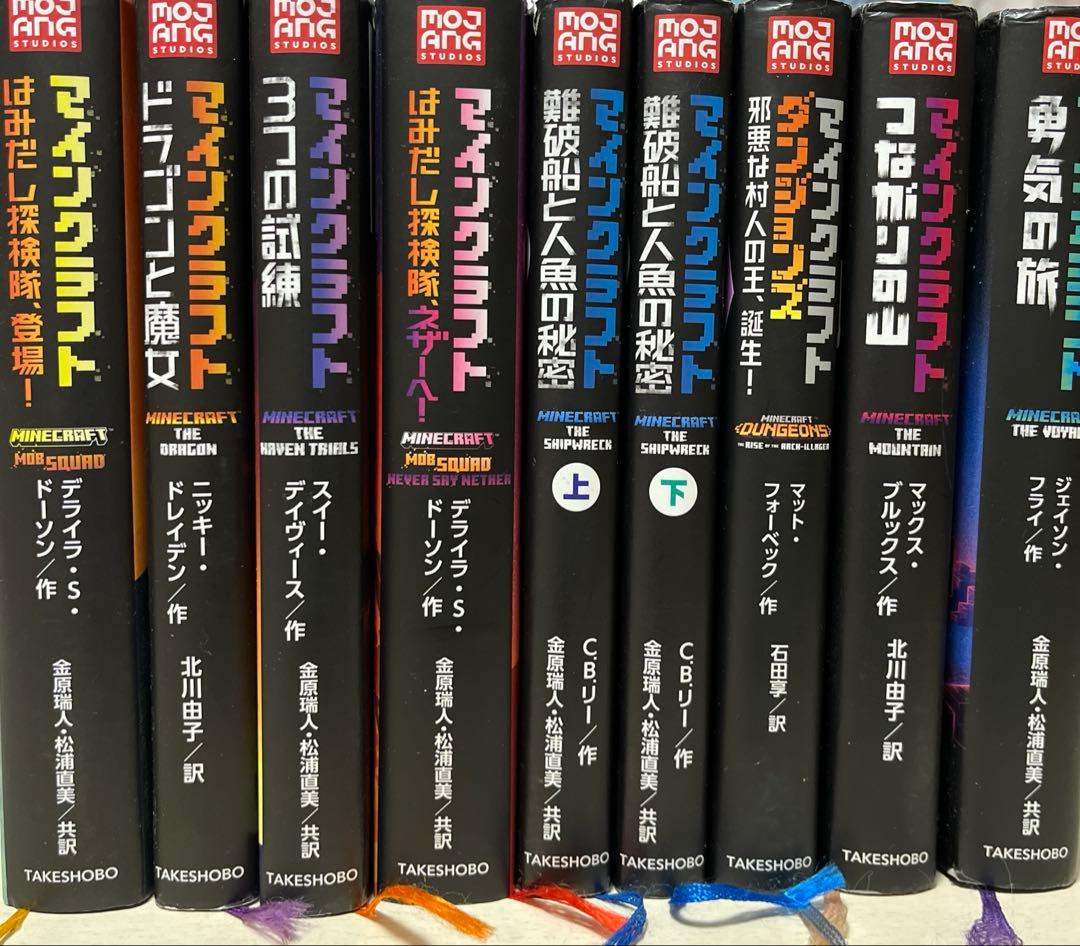 MOJ
ANG
STUDIOS
マインクラフト
はみだし探検隊、登場!
MINECRAFT
MOB SQUAD
デライラ・S・
ドーソン/作
金原瑞人・松浦直美/共訳
TAKESHOBO
MOJ
ANG
STUDIOS
マインクラフト
ドラゴンと魔女
MINECRAFT
THE
DRAGON
ニッキー・
ドレイデン/作
北川由子/訳
TAKESHOBO
MOJ
ANG
STUDIOS
マインクラフト
3つの試練
MINECRAFT
THE
HAVEN TRIALS
スイー・
デイヴィース/作
金原瑞人・松浦直美/共訳
TAKESHOBO
MOJ
ANG
STUDIOS
マインクラフト
はみだし探検隊、ネザーへ!
MINECRAFT
MOB SQUAD
NEVER SAY NETHER
デライラ・S・
ドーソン/作
金原瑞人・松浦直美/共訳
TAKESHOBO
MOJ
ANG
STUDIOS
マインクラフト
難破船と人魚の秘密
MINECRAFT
THE
SHIPWRECK
上
C.B.リー/作
金原瑞人・松浦直美/共訳
TAKESHOBO
MOJ
ANG
STUDIOS
マインクラフト
難破船と人魚の秘密
MINECRAFT
THE
SHIPWRECK
下
C.B.リー/作
金原瑞人・松浦直美/共訳
TAKESHOBO
MOJ
ANG
STUDIOS
マインクラフト
ダンジョンズ
邪悪な村人の王、誕生!
MINECRAFT
DUNGEONS
THE RISE OF THE ARCH-ILLAGER
マット・
フォーベック/作
石田享/訳
TAKESHOBO
MOJ
ANG
STUDIOS
マインクラフト
つながりの山
MINECRAFT
THE
MOUNTAIN
マックス・
ブルックス/作
北川由子/訳
TAKESHOBO
勇気の旅
ジェイソン・
フライ/作
金原瑞人・松浦直美/共訳
TAKESHOBO